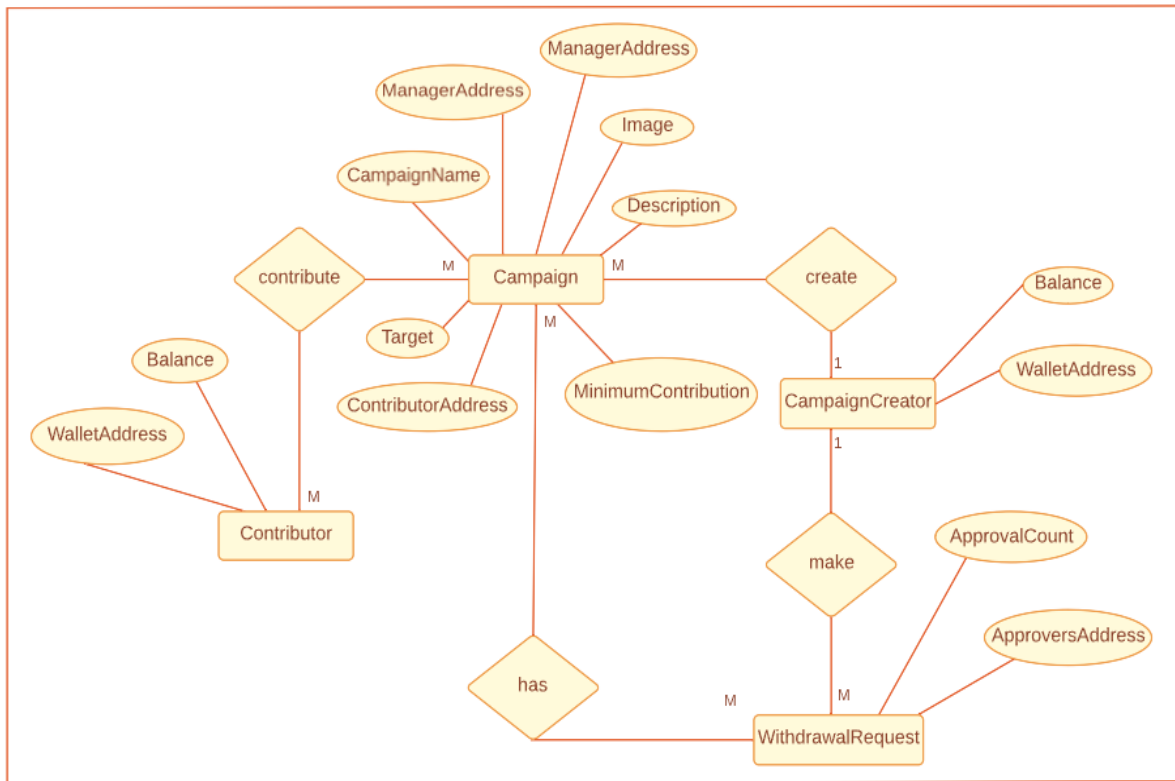 ManagerAddress
ManagerAddress
Image
CampaignName
Description
contribute
M
Campaign
M
create
Balance
Target
M
Balance
1
WalletAddress
MinimumContribution
CampaignCreator
ContributorAddress
WalletAddress
1
M
Contributor
ApprovalCount
make
ApproversAddress
has
M
M
WithdrawalRequest